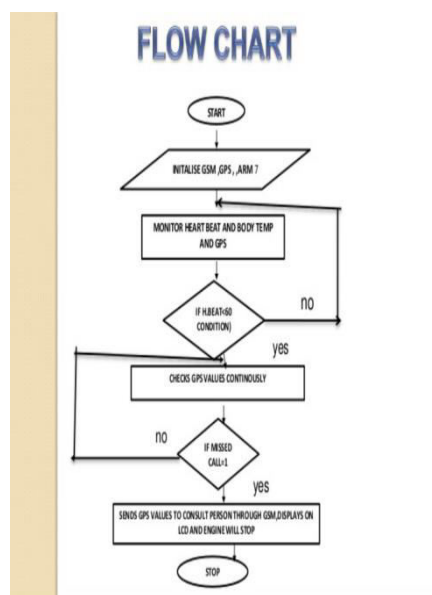 FLOW CHART
START
INITALISE GSM ,GPS , ,ARM 7
MONITOR HEART BEAT AND BODY TEMP
AND GPS
IF H.BEAT<60
CONDITION)
no
yes
CHECKS GPS VALUES CONTINOUSLY
no
IF MISSED
CALL=1
yes
SENDS GPS VALUES TO CONSULT PERSON THROUGH GSM,DISPLAYS ON
LCD AND ENGINE WILL STOP
STOP